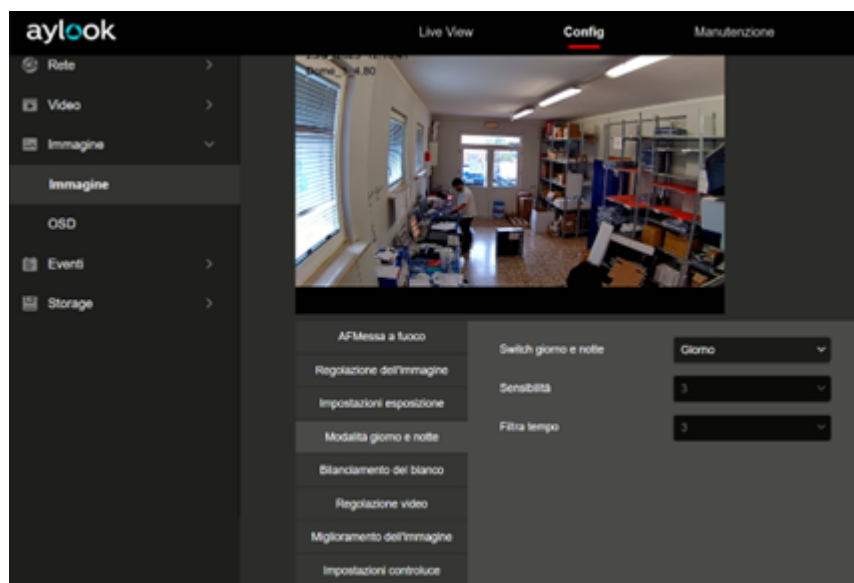 aylook
Live View
Config
Manutenzione
Rete
Video
Immagine
Immagine
OSD
Eventi
Storage
Dome_1_4.80
AFMessa a fuoco
Regolazione dell'Immagine
Impostazioni esposizione
Modalità giorno e notte
Bilanciamento del bianco
Regolazione video
Miglioramento dell'Immagine
Impostazioni controluce
Switch giorno e notte
Giorno
Sensibilità
3
Filtra tempo
3